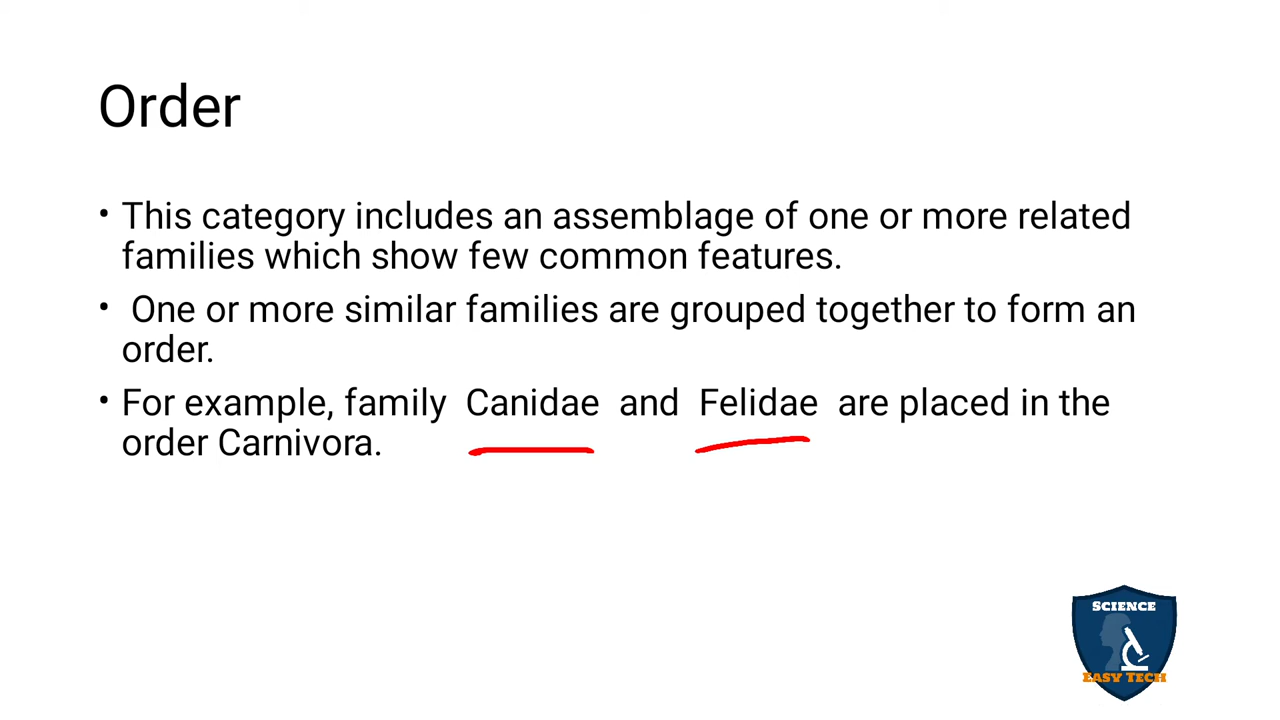 Order
• This category includes an assemblage of one or more related
families which show few common features.
• One or more similar families are grouped together to form an
order.
• For example, family Canidae and Felidae are placed in the
order Carnivora.
SCIENCE
EASY TECH